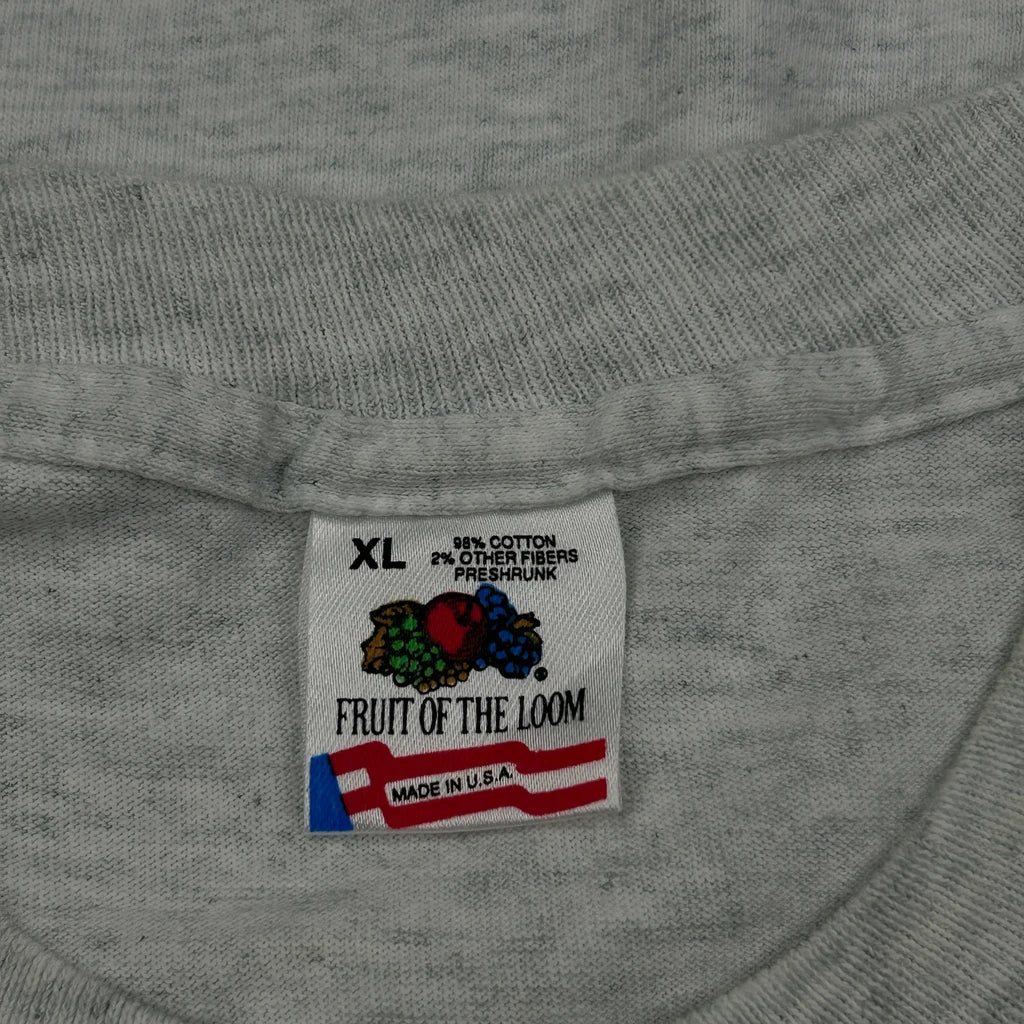 XL
98% COTTON
2% OTHER FIBERS
PRESHRUNK
FRUIT OF THE LOOM
MADE IN U.S.A.